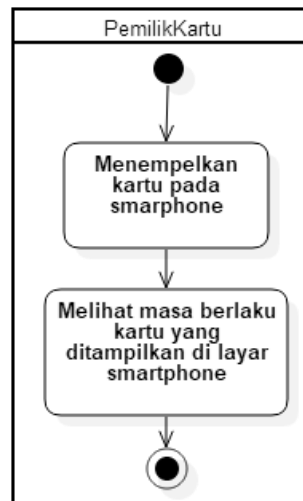 PemilikKartu
Menempelkan
kartu pada
smarphone
Melihat masa berlaku
kartu yang
ditampilkan di layar
smartphone